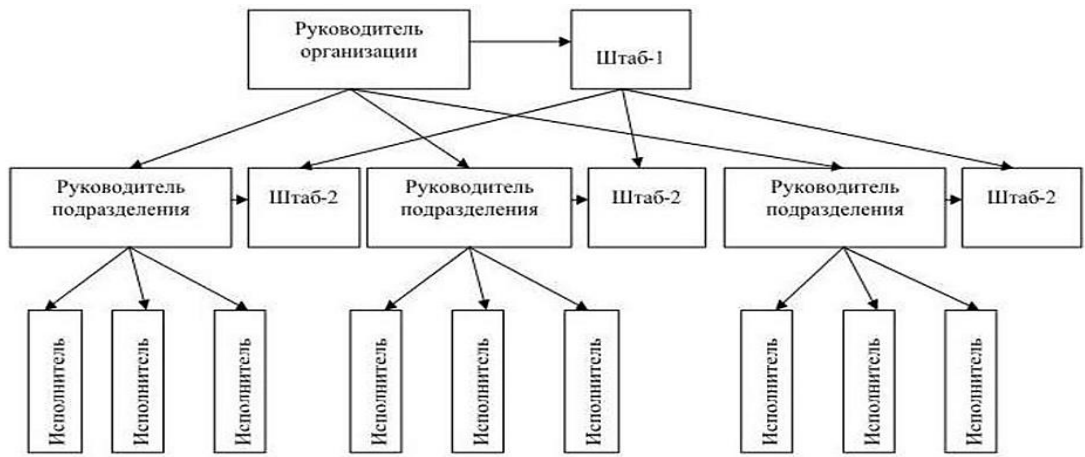 Руководитель
организации
Штаб-1
Руководитель
подразделения
Штаб-2
Руководитель
подразделения
Штаб-2
Руководитель
подразделения
Штаб-2
Исполнитель
Исполнитель
Исполнитель
Исполнитель
Исполнитель
Исполнитель
Исполнитель
Исполнитель
Исполнитель